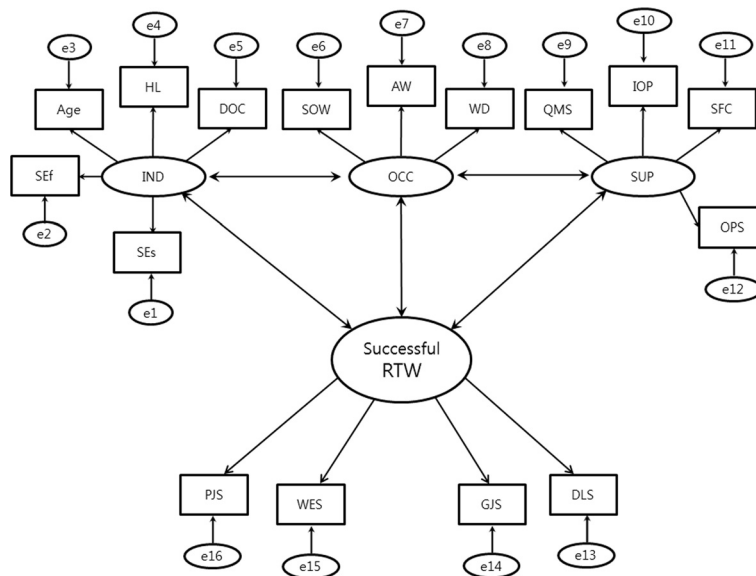 e3
e4
e5
e6
e7
e8
e9
e10
e11
Age
HL
DOC
SOW
AW
WD
QMS
IOP
SFC
SEf
IND
OCC
SUP
e2
SEs
OPS
e1
e12
Successful
RTW
PJS
WES
GJS
DLS
e16
e15
e14
e13